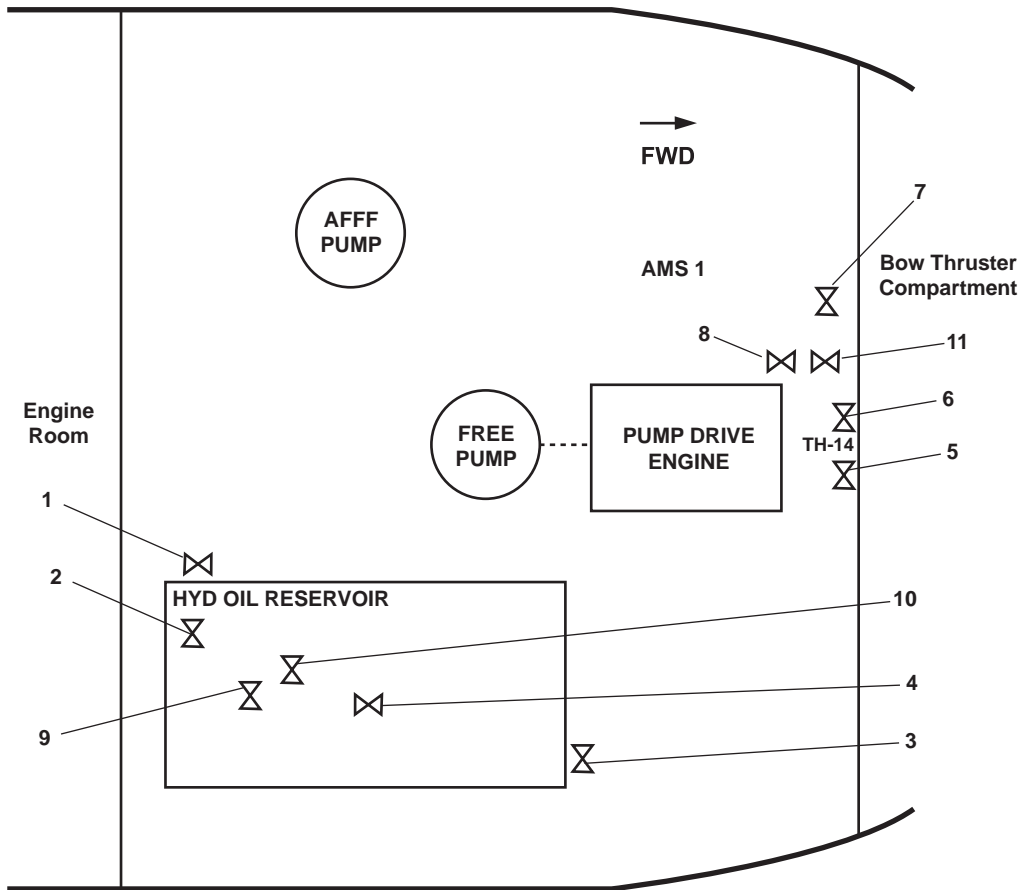 FWD
AFFF
PUMP
7
AMS 1
Bow Thruster
Compartment
8
11
6
Engine
Room
FREE
PUMP
PUMP DRIVE
ENGINE
TH-14
5
1
2
HYD OIL RESERVOIR
10
4
9
3